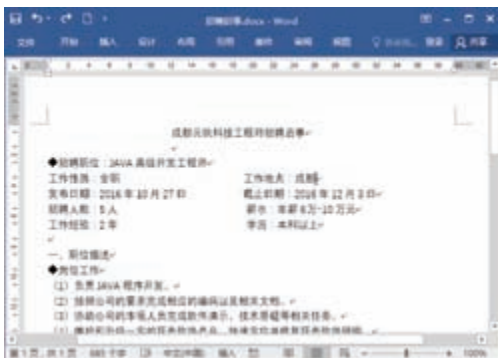 招聘启事.docx - Word
文件 开始 插入 设计 布局 引用 邮件 审阅 视图 登录 共享
成都云帆科技工程师招聘启事
◆招聘职位：JAVA 高级开发工程师
工作性质：全职 工作地点：成都
发布日期：2016 年 10 月 27 日 截止日期：2016 年 12 月 3 日
招聘人数：5 人 薪水：年薪 6 万~10 万元
工作经验：2 年 学历：本科以上
一、职位描述
◆岗位工作
（1）负责 JAVA 程序开发。
（2）按照公司的要求完成相应的编码以及相关文档。
（3）协助公司的市场人员完成软件演示、技术答疑等相关任务。
第 1 页，共 1 页 中文(中国) 插入 100%